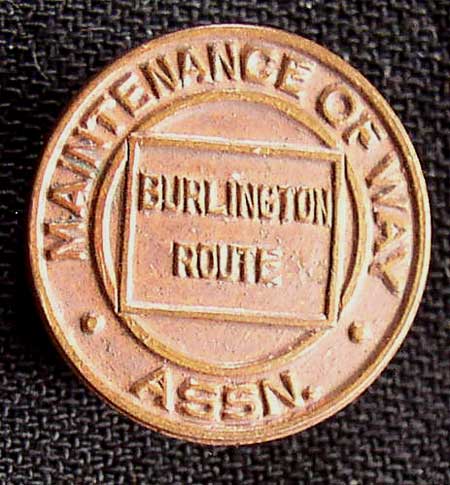 MAINTENANCE OF WAY
BURLINGTON
ROUTE
ASSN.